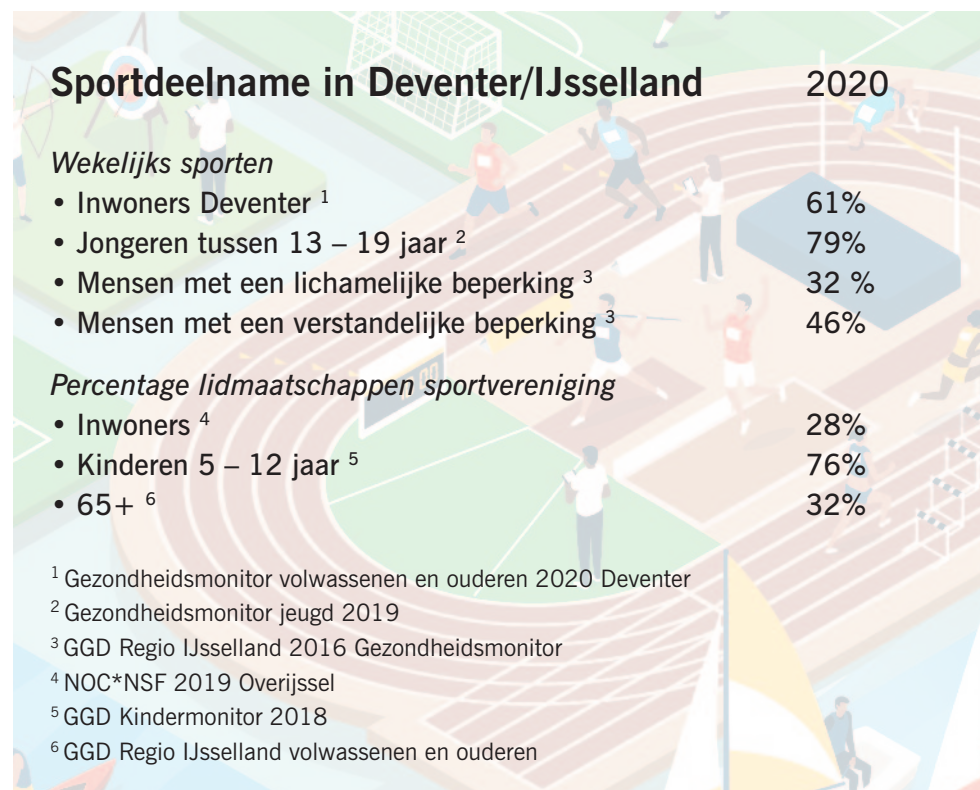 Sportdeelname in Deventer/IJsselland 2020
Wekelijks sporten
• Inwoners Deventer ¹ 61%
• Jongeren tussen 13 – 19 jaar ² 79%
• Mensen met een lichamelijke beperking ³ 32 %
• Mensen met een verstandelijke beperking ³ 46%
Percentage lidmaatschappen sportvereniging
• Inwoners ⁴ 28%
• Kinderen 5 – 12 jaar ⁵ 76%
• 65+ ⁶ 32%
¹ Gezondheidsmonitor volwassenen en ouderen 2020 Deventer
² Gezondheidsmonitor jeugd 2019
³ GGD Regio IJsselland 2016 Gezondheidsmonitor
⁴ NOC*NSF 2019 Overijssel
⁵ GGD Kindermonitor 2018
⁶ GGD Regio IJsselland volwassenen en ouderen